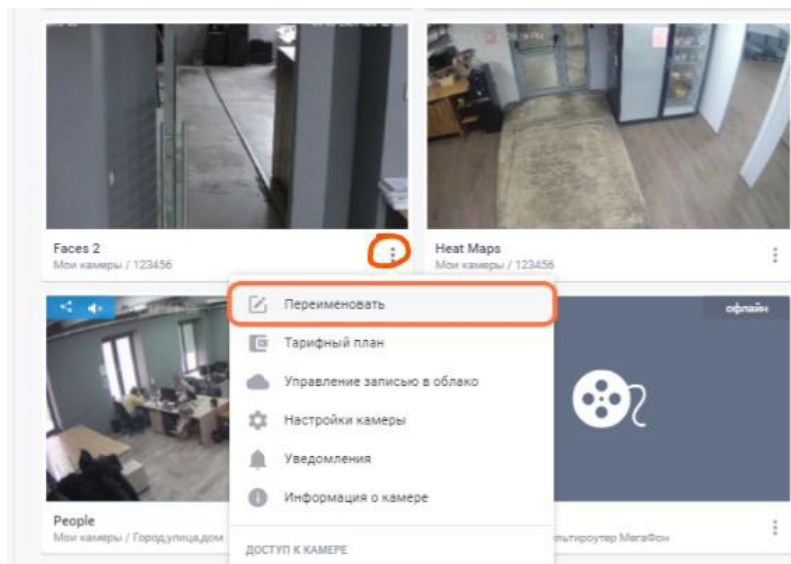 Faces 2
Мои камеры / 123456
Heat Maps
Мои камеры / 123456
Переименовать
офлайн
Тарифный план
Управление записью в облако
Настройки камеры
Уведомления
Информация о камере
People
Мои камеры / Город,улица,дом
льтироутер МегаФон
ДОСТУП К КАМЕРЕ